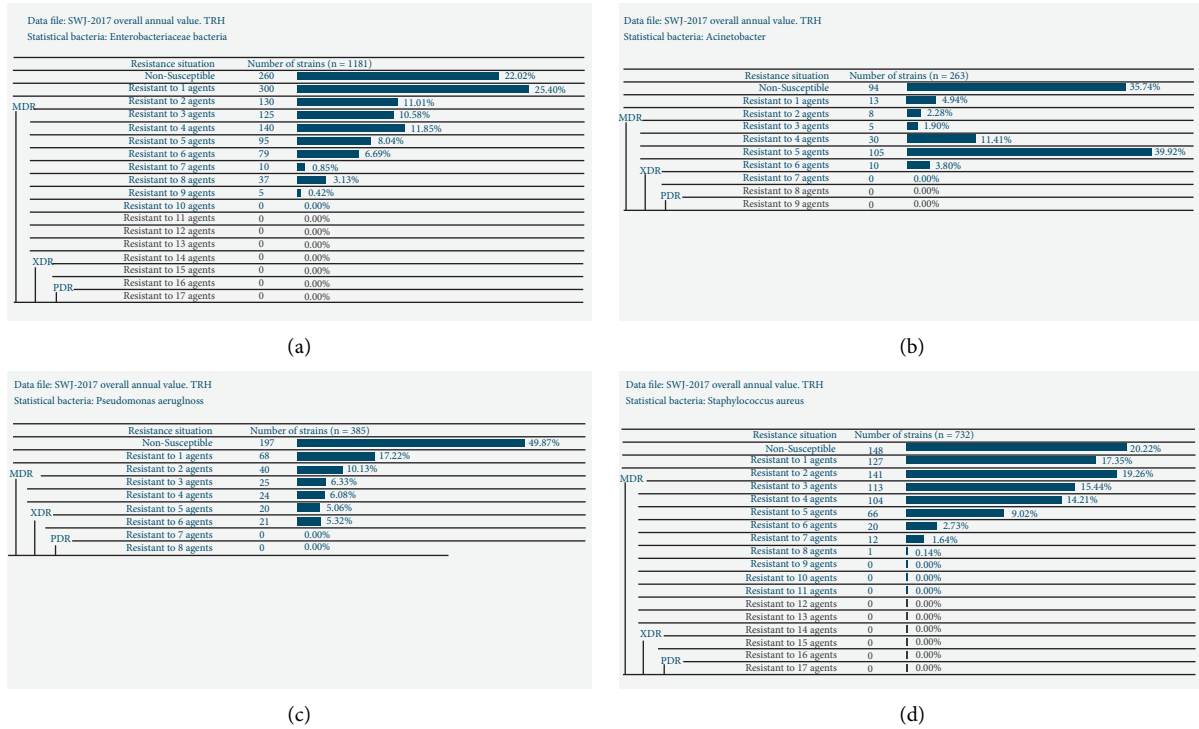 Data file: SWJ-2017 overall annual value. TRH
Statistical bacteria: Enterobacteriaceae bacteria
Resistance situation Number of strains (n = 1181)
Non-Susceptible 260 22.02%
Resistant to 1 agents 300 25.40%
Resistant to 2 agents 130 11.01%
MDR
Resistant to 3 agents 125 10.58%
Resistant to 4 agents 140 11.85%
Resistant to 5 agents 95 8.04%
Resistant to 6 agents 79 6.69%
Resistant to 7 agents 10 0.85%
Resistant to 8 agents 37 3.13%
Resistant to 9 agents 5 0.42%
Resistant to 10 agents 0 0.00%
Resistant to 11 agents 0 0.00%
Resistant to 12 agents 0 0.00%
Resistant to 13 agents 0 0.00%
Resistant to 14 agents 0 0.00%
XDR
Resistant to 15 agents 0 0.00%
Resistant to 16 agents 0 0.00%
PDR
Resistant to 17 agents 0 0.00%
(a)
Data file: SWJ-2017 overall annual value. TRH
Statistical bacteria: Acinetobacter
Resistance situation Number of strains (n = 263)
Non-Susceptible 94 35.74%
Resistant to 1 agents 13 4.94%
Resistant to 2 agents 8 2.28%
MDR
Resistant to 3 agents 5 1.90%
Resistant to 4 agents 30 11.41%
Resistant to 5 agents 105 39.92%
Resistant to 6 agents 10 3.80%
XDR
Resistant to 7 agents 0 0.00%
Resistant to 8 agents 0 0.00%
PDR
Resistant to 9 agents 0 0.00%
(b)
Data file: SWJ-2017 overall annual value. TRH
Statistical bacteria: Pseudomonas aeruglnoss
Resistance situation Number of strains (n = 385)
Non-Susceptible 197 49.87%
Resistant to 1 agents 68 17.22%
Resistant to 2 agents 40 10.13%
MDR
Resistant to 3 agents 25 6.33%
Resistant to 4 agents 24 6.08%
Resistant to 5 agents 20 5.06%
XDR
Resistant to 6 agents 21 5.32%
Resistant to 7 agents 0 0.00%
PDR
Resistant to 8 agents 0 0.00%
(c)
Data file: SWJ-2017 overall annual value. TRH
Statistical bacteria: Staphylococcus aureus
Resistance situation Number of strains (n = 732)
Non-Susceptible 148 20.22%
Resistant to 1 agents 127 17.35%
Resistant to 2 agents 141 19.26%
MDR
Resistant to 3 agents 113 15.44%
Resistant to 4 agents 104 14.21%
Resistant to 5 agents 66 9.02%
Resistant to 6 agents 20 2.73%
Resistant to 7 agents 12 1.64%
Resistant to 8 agents 1 0.14%
Resistant to 9 agents 0 0.00%
Resistant to 10 agents 0 0.00%
Resistant to 11 agents 0 0.00%
Resistant to 12 agents 0 0.00%
Resistant to 13 agents 0 0.00%
Resistant to 14 agents 0 0.00%
XDR
Resistant to 15 agents 0 0.00%
Resistant to 16 agents 0 0.00%
PDR
Resistant to 17 agents 0 0.00%
(d)